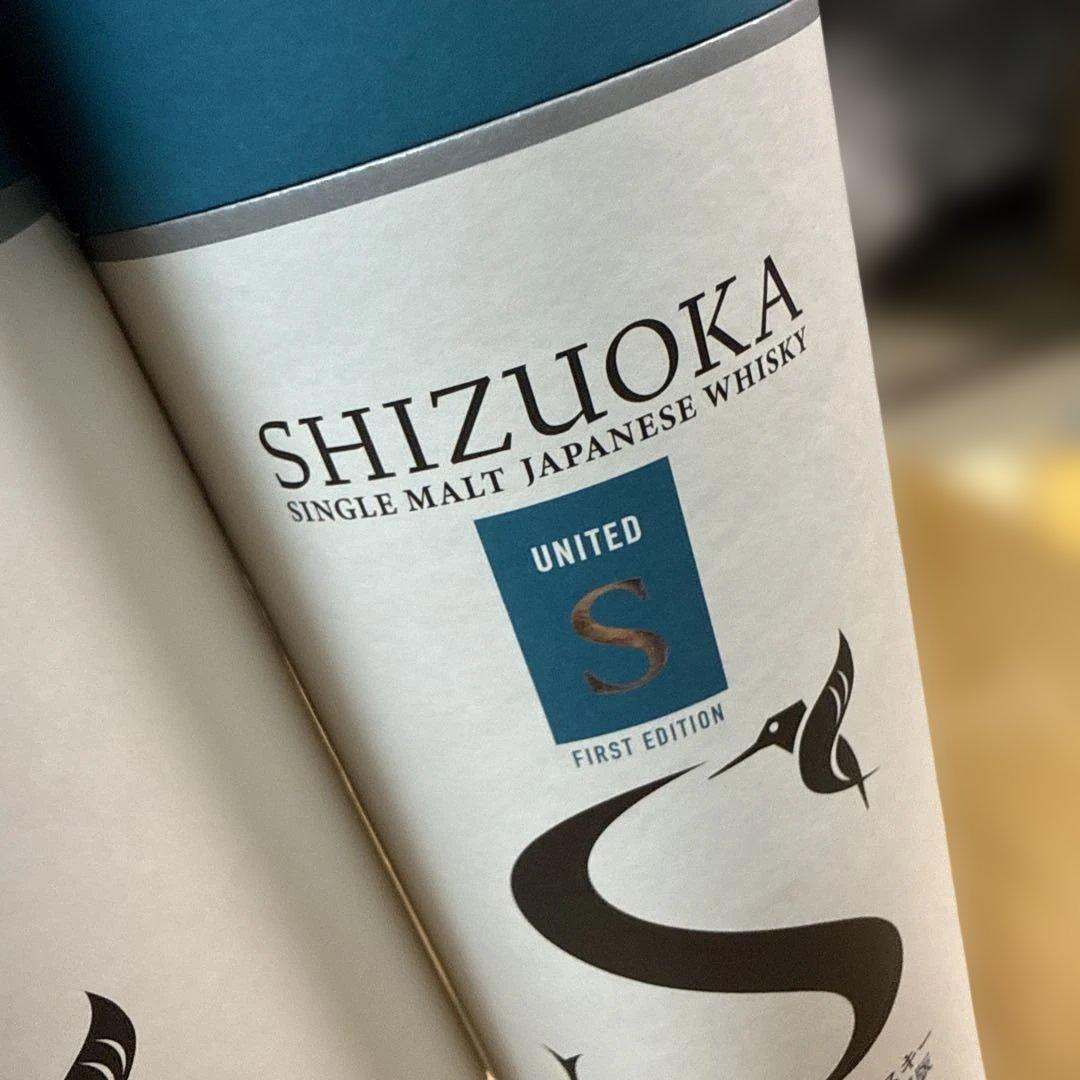 SHIZUOKA
SINGLE MALT JAPANESE WHISKY
UNITED
S
FIRST EDITION